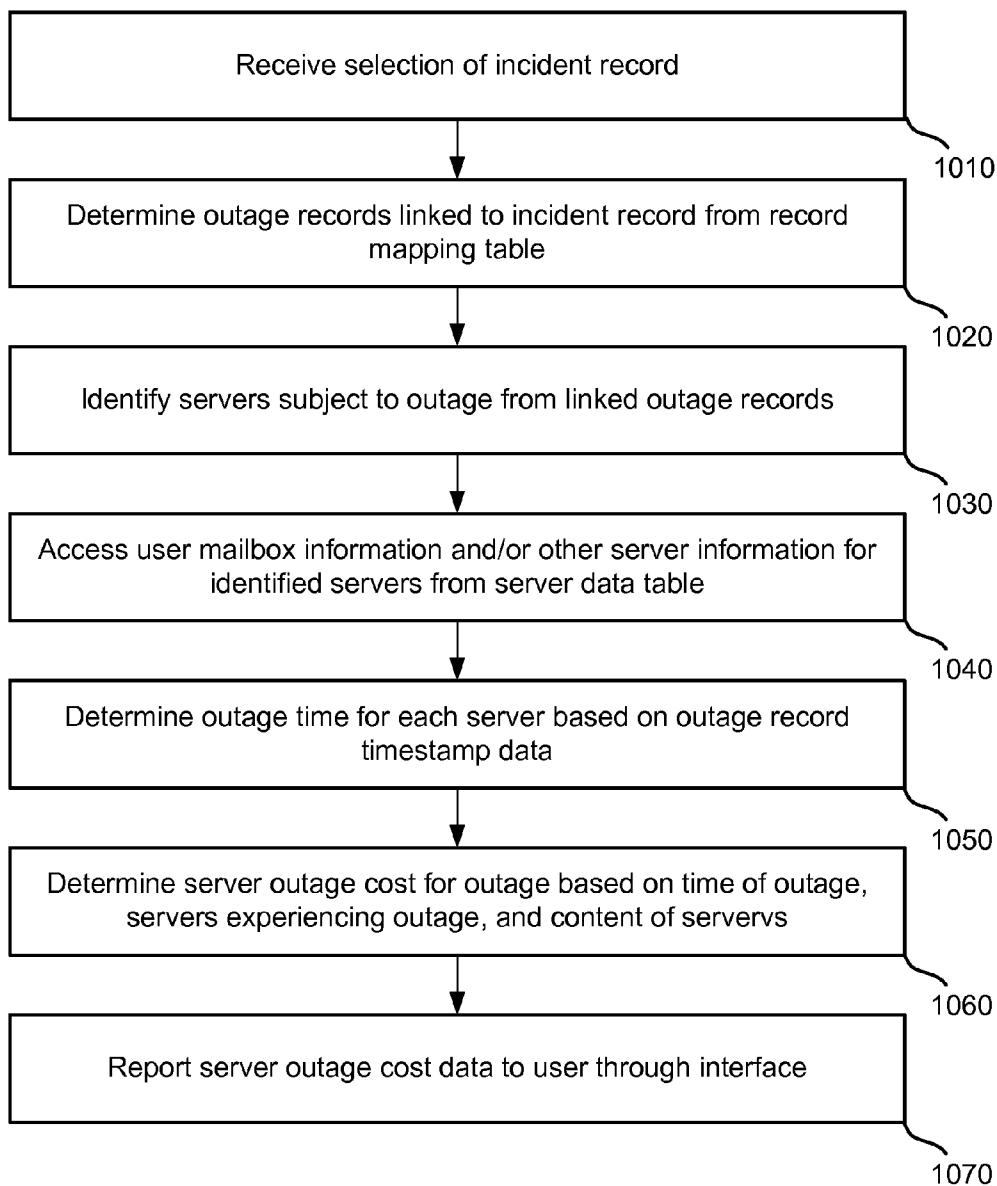 Receive selection of incident record
1010
Determine outage records linked to incident record from record
mapping table
1020
Identify servers subject to outage from linked outage records
1030
Access user mailbox information and/or other server information for
identified servers from server data table
1040
Determine outage time for each server based on outage record
timestamp data
1050
Determine server outage cost for outage based on time of outage,
servers experiencing outage, and content of servervs
1060
Report server outage cost data to user through interface
1070